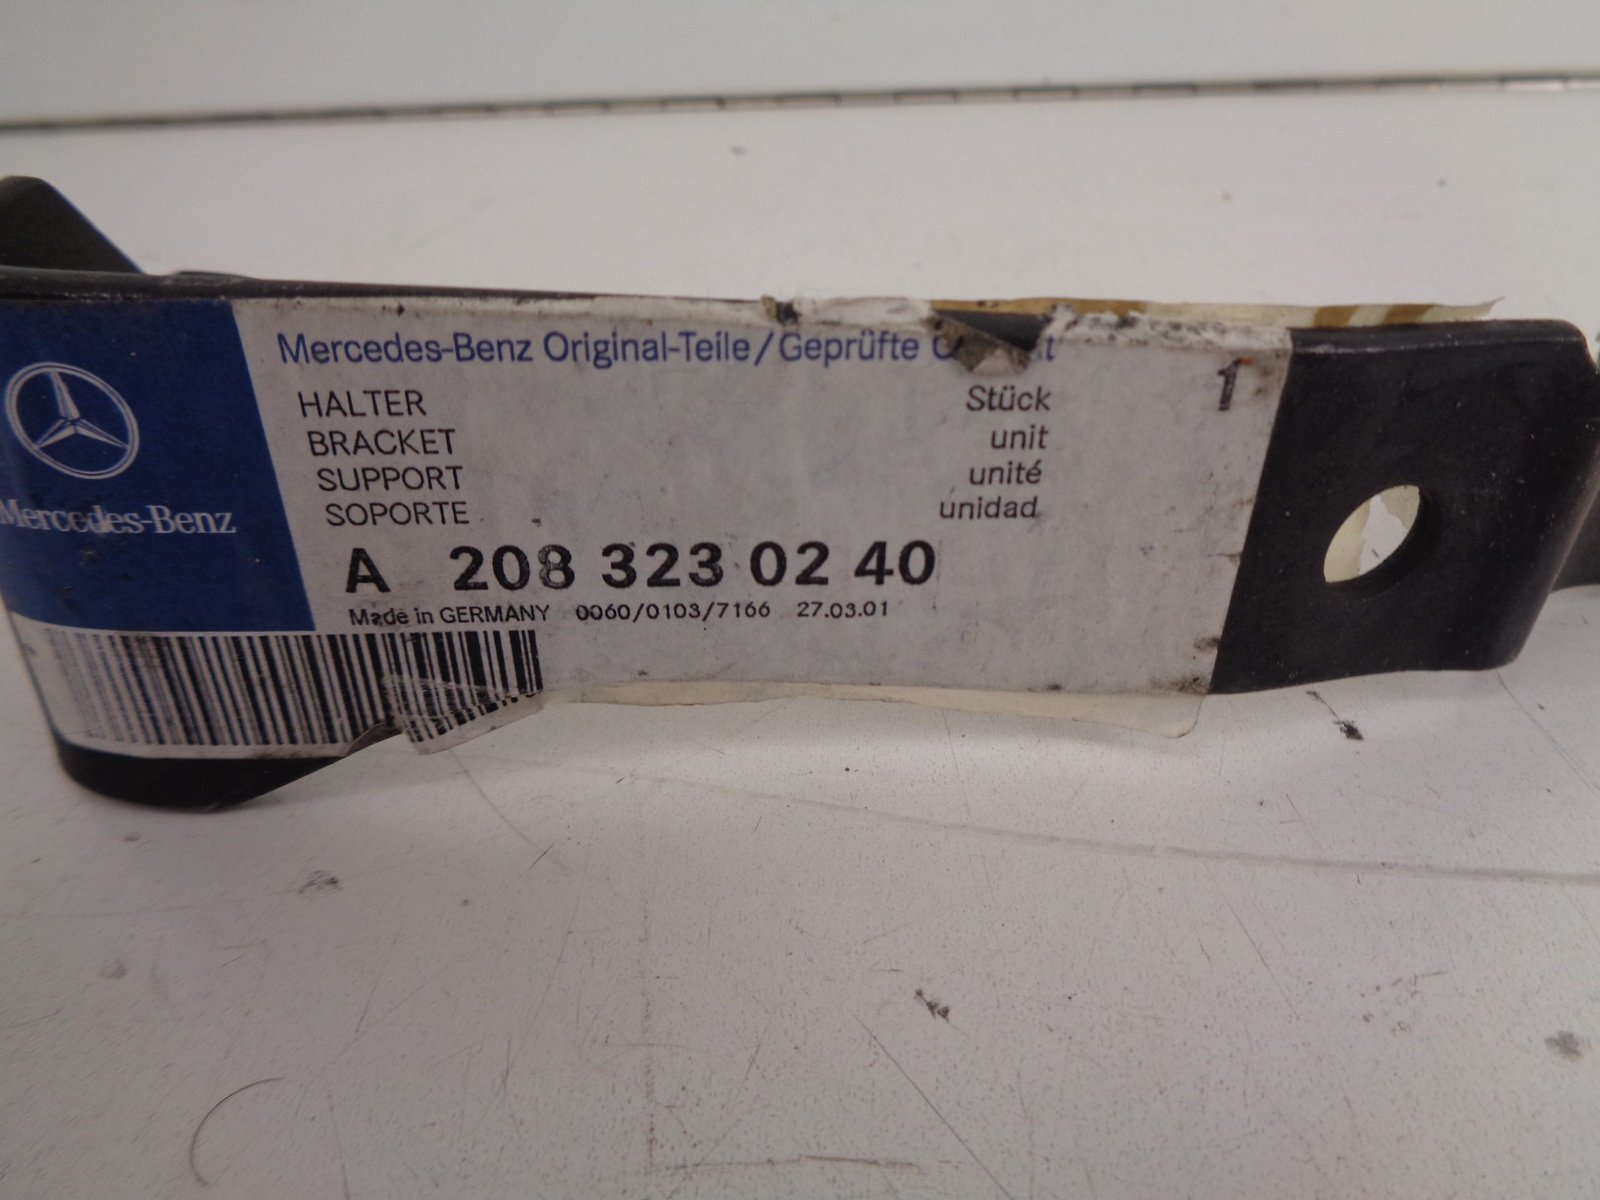 Mercedes-Benz Original-Teile/Geprüfte
HALTER Stück 1
BRACKET unit
SUPPORT unité
SOPORTE unidad
Mercedes-Benz
A 208 323 02 40
Made in GERMANY 0060/0103/7166 27.03.01